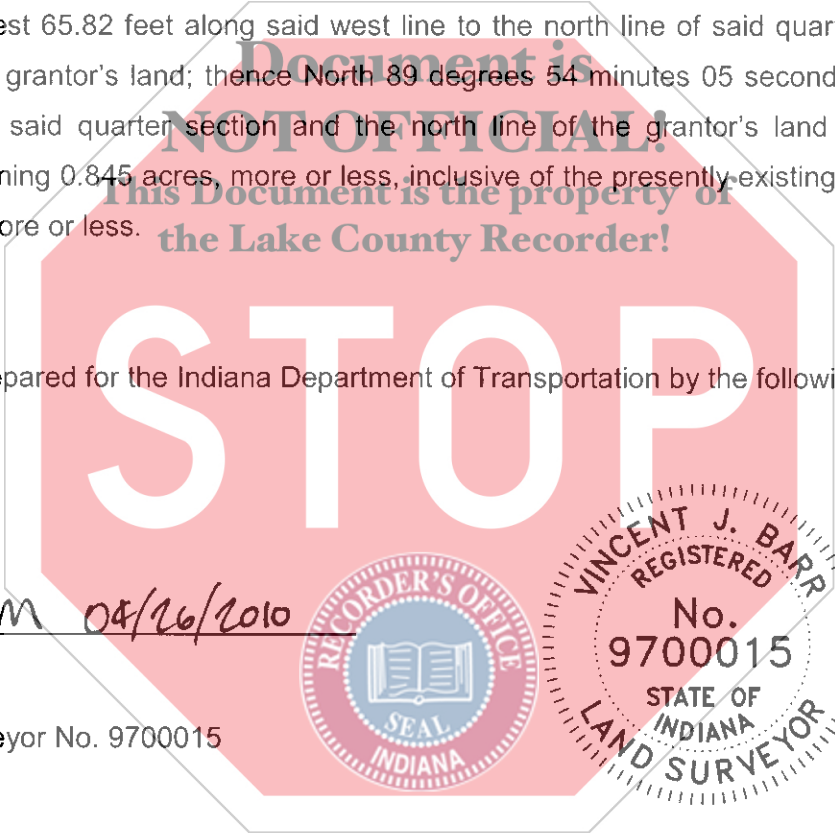 est 65.82 feet along said west line to the north line of said quar
Document is
grantor's land; thence North 89 degrees 54 minutes 05 second
NOT OFFICIAL!
said quarter section and the north line of the grantor's land
ning 0.845 acres, more or less, inclusive of the presently existing
This Document is the property of
ore or less.
the Lake County Recorder!
STOP
epared for the Indiana Department of Transportation by the followi
04/26/2010
eyor No. 9700015
RECORDER'S OFFICE
SEAL
INDIANA
VINCENT J. BARR
REGISTERED
No.
9700015
STATE OF
INDIANA
LAND SURVEYOR